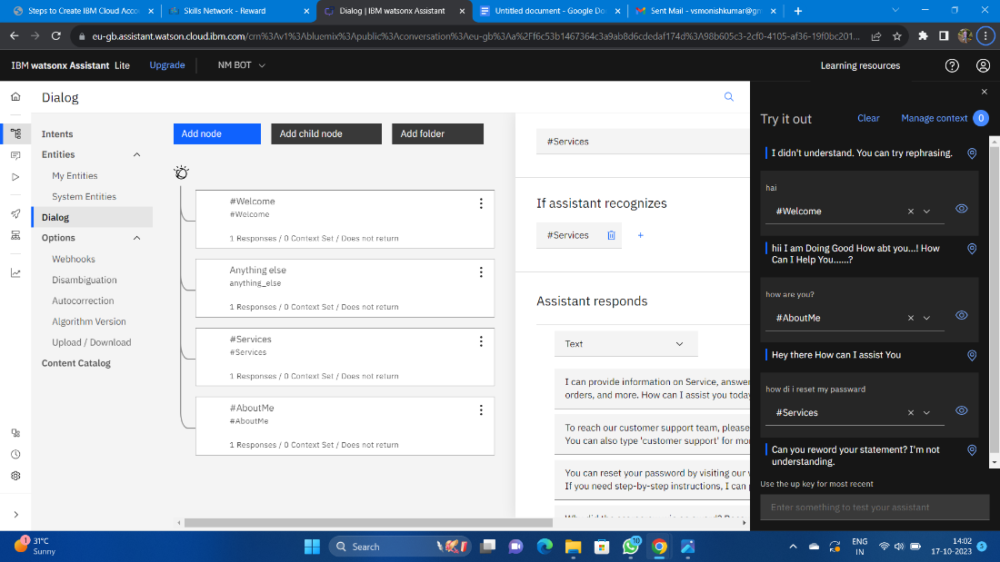 Steps to Create IBM Cloud Acco
Skills Network - Reward
Dialog | IBM watsonx Assistant
Untitled document - Google Do
Sent Mail - vsmonishkumar@gm
eu-gb.assistant.watson.cloud.ibm.com/crn%3Av1%3Abluemix%3Apublic%3Aconversation%3Aeu-gb%3Aa%2Ff6c53b1467364c3a9ab8d6cdedaf174d%3A98b605c3-2cf0-4105-af36-19f0bc201...
IBM watsonx Assistant Lite
Upgrade
NM BOT
Learning resources
Dialog
Intents
Entities
My Entities
System Entities
Dialog
Options
Webhooks
Disambiguation
Autocorrection
Algorithm Version
Upload / Download
Content Catalog
Add node
Add child node
Add folder
#Welcome
#Welcome
1 Responses / 0 Context Set / Does not return
Anything else
anything_else
1 Responses / 0 Context Set / Does not return
#Services
#Services
1 Responses / 0 Context Set / Does not return
#AboutMe
#AboutMe
1 Responses / 0 Context Set / Does not return
#Services
If assistant recognizes
#Services
Assistant responds
Text
I can provide information on Service, answer
orders, and more. How can I assist you today
To reach our customer support team, please
You can also type 'customer support' for mo
You can reset your password by visiting our
If you need step-by-step instructions, I can
Try it out
Clear
Manage context 0
I didn't understand. You can try rephrasing.
hai
#Welcome
hii I am Doing Good How abt you...! How
Can I Help You......?
how are you?
#AboutMe
Hey there How can I assist You
how di i reset my passward
#Services
Can you reword your statement? I'm not
understanding.
Use the up key for most recent
Enter something to test your assistant
1
31°C
Sunny
Search
10
ENG
IN
14:02
17-10-2023
5